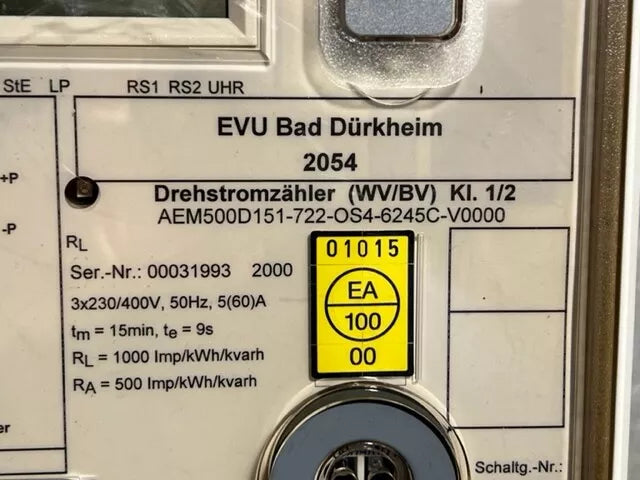 StE LP RS1 RS2 UHR
EVU Bad Dürkheim
2054
+P
-P
Drehstromzähler (WV/BV) Kl. 1/2
AEM500D151-722-OS4-6245C-V0000
RL
Ser.-Nr.: 00031993 2000
3x230/400V, 50Hz, 5(60)A
tm = 15min, te = 9s
RL = 1000 Imp/kWh/kvarh
RA = 500 Imp/kWh/kvarh
01015
EA
100
00
er
Schaltg.-Nr.: